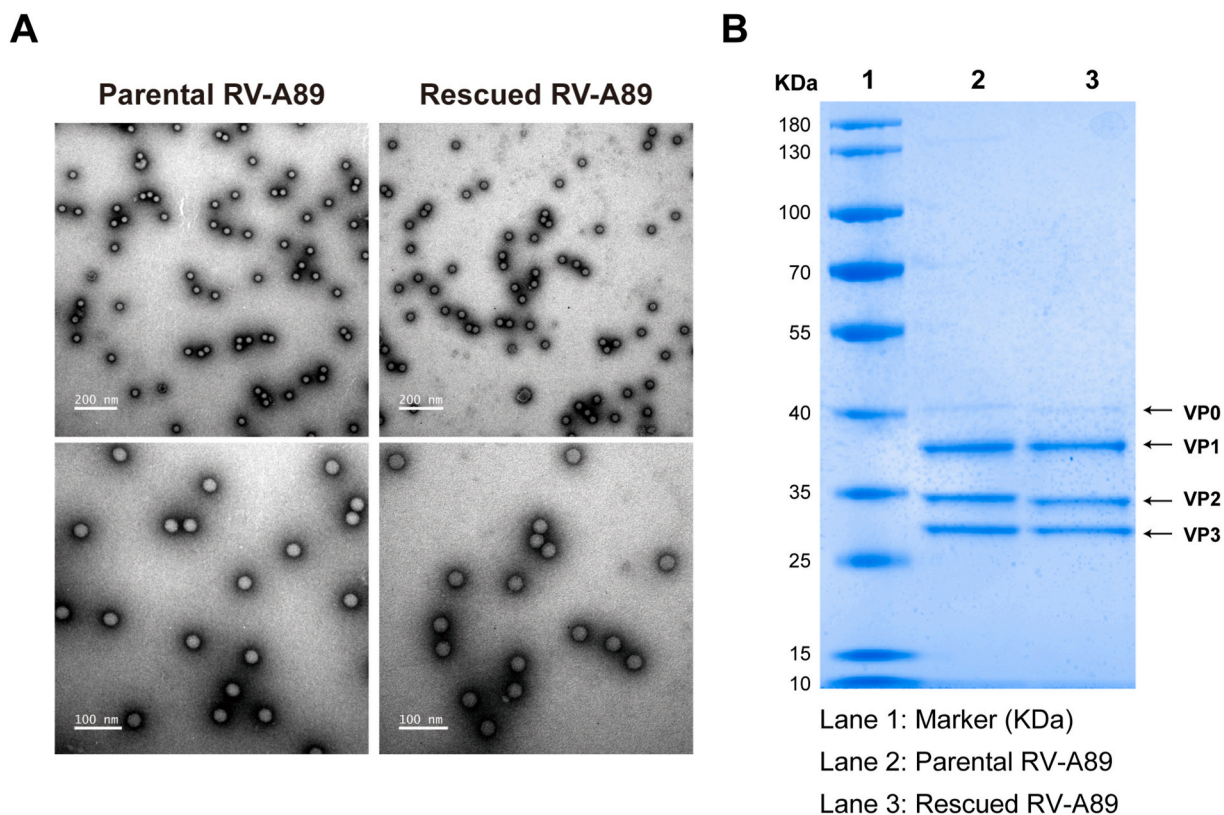 A
Parental RV-A89
Rescued RV-A89
200 nm
200 nm
100 nm
100 nm
B
KDa
1
2
3
180
130
100
70
55
40
35
25
15
10
VP0
VP1
VP2
VP3
Lane 1: Marker (KDa)
Lane 2: Parental RV-A89
Lane 3: Rescued RV-A89